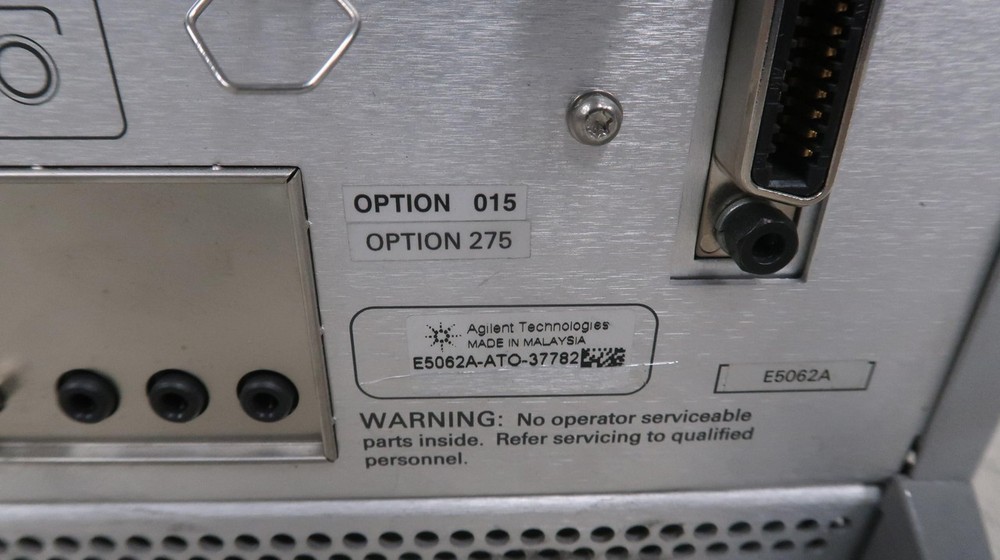 OPTION 015
OPTION 275
Agilent Technologies
MADE IN MALAYSIA
E5062A-ATO-37782
E5062A
WARNING: No operator serviceable
parts inside. Refer servicing to qualified
personnel.